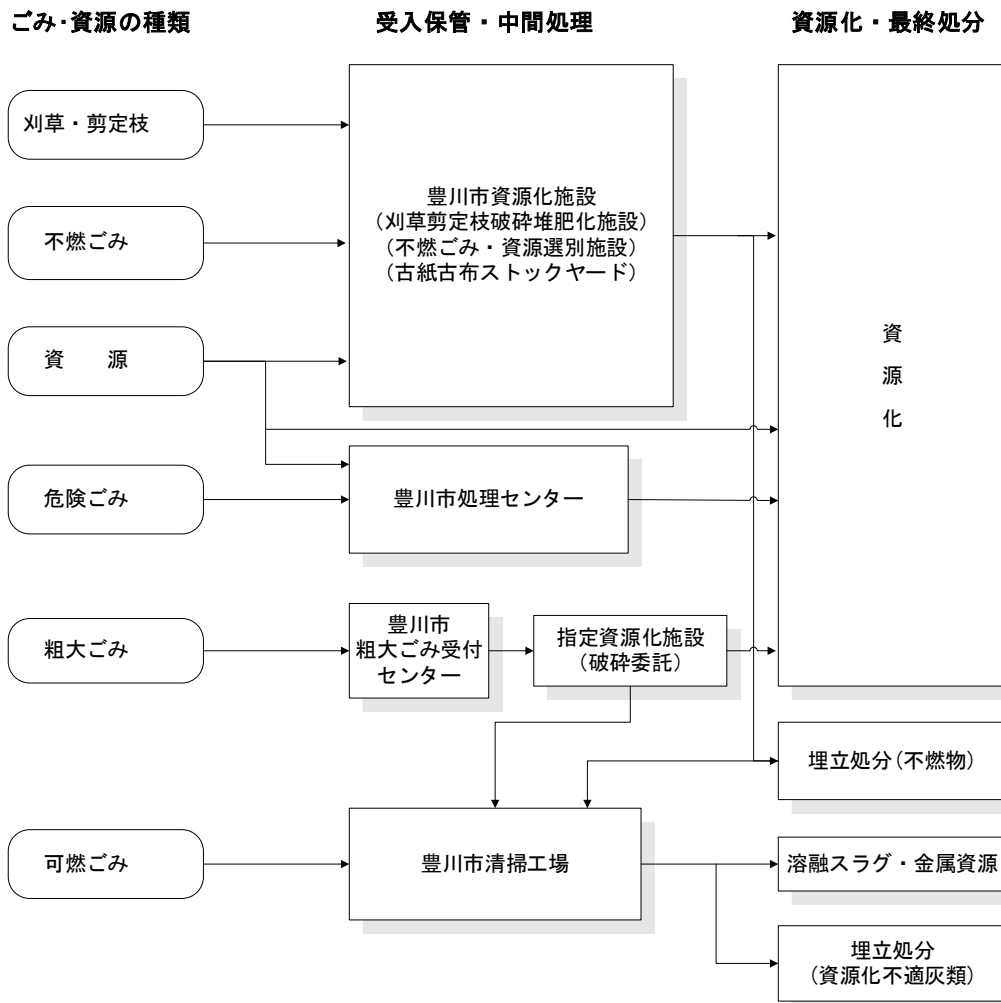 ごみ・資源の種類
受入保管・中間処理
資源化・最終処分
刈草・剪定枝
不燃ごみ
資　源
危険ごみ
粗大ごみ
可燃ごみ
豊川市資源化施設
(刈草剪定枝破砕堆肥化施設)
(不燃ごみ・資源選別施設)
(古紙古布ストックヤード)
豊川市処理センター
豊川市
粗大ごみ受付
センター
指定資源化施設
(破砕委託)
豊川市清掃工場
資
源
化
埋立処分(不燃物)
溶融スラグ・金属資源
埋立処分
(資源化不適灰類)